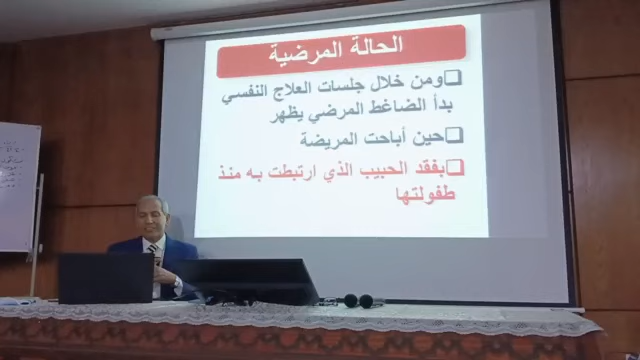 الحالة المرضية
ومن خلال جلسات العلاج النفسي
بدأ الضاغط المرضي يظهر
حين أباحت المريضة
بفقد الحبيب الذي ارتبطت به منذ
طفولتها